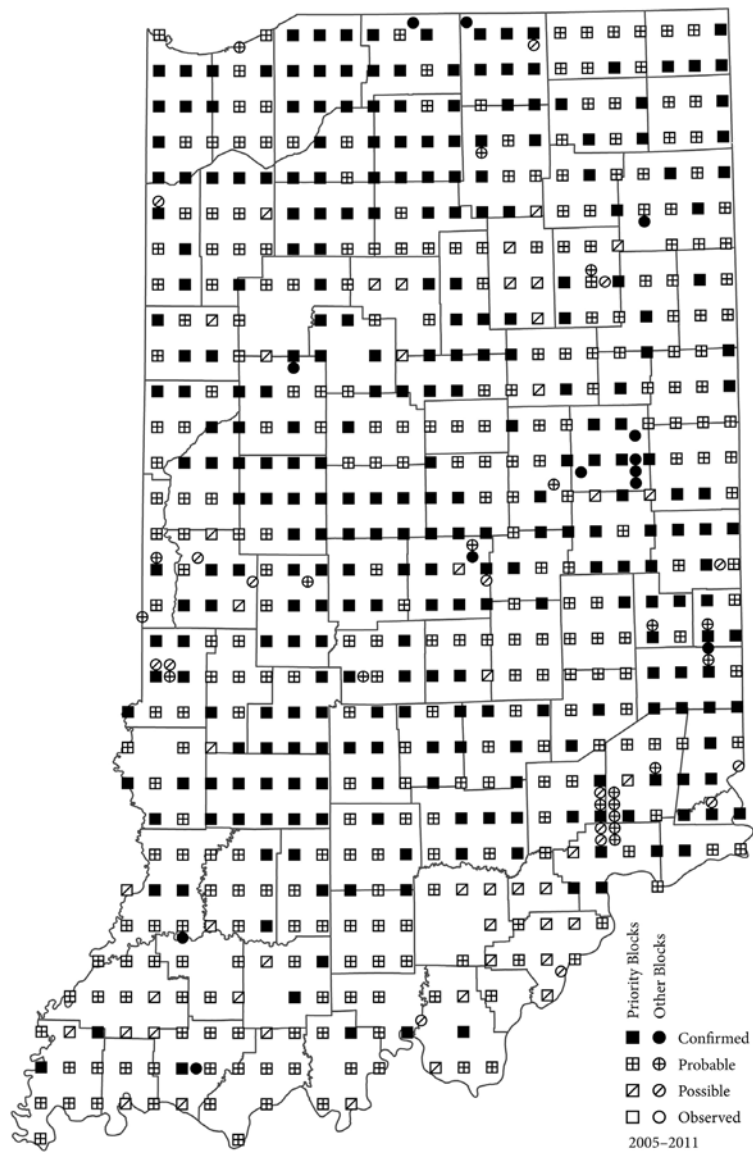 Priority Blocks
Other Blocks
Confirmed
Probable
Possible
Observed
2005–2011